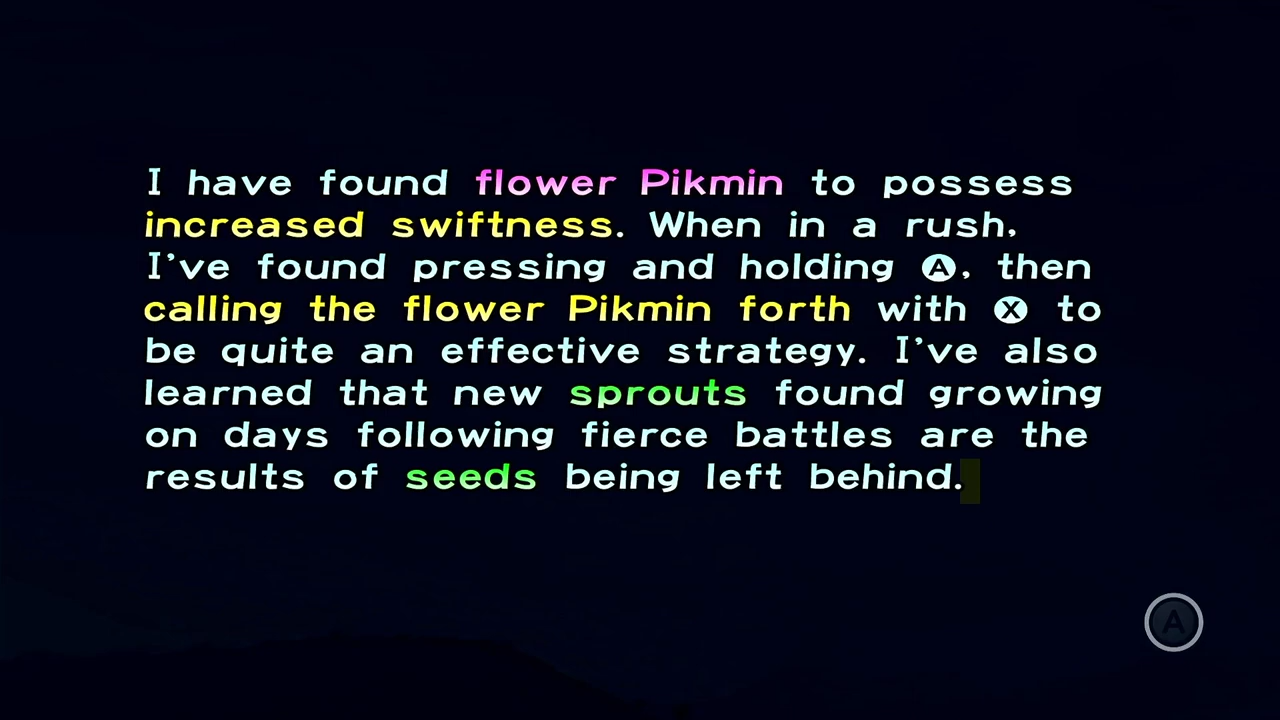 I have found flower Pikmin to possess
increased swiftness. When in a rush,
I've found pressing and holding A, then
calling the flower Pikmin forth with X to
be quite an effective strategy. I've also
learned that new sprouts found growing
on days following fierce battles are the
results of seeds being left behind.
A